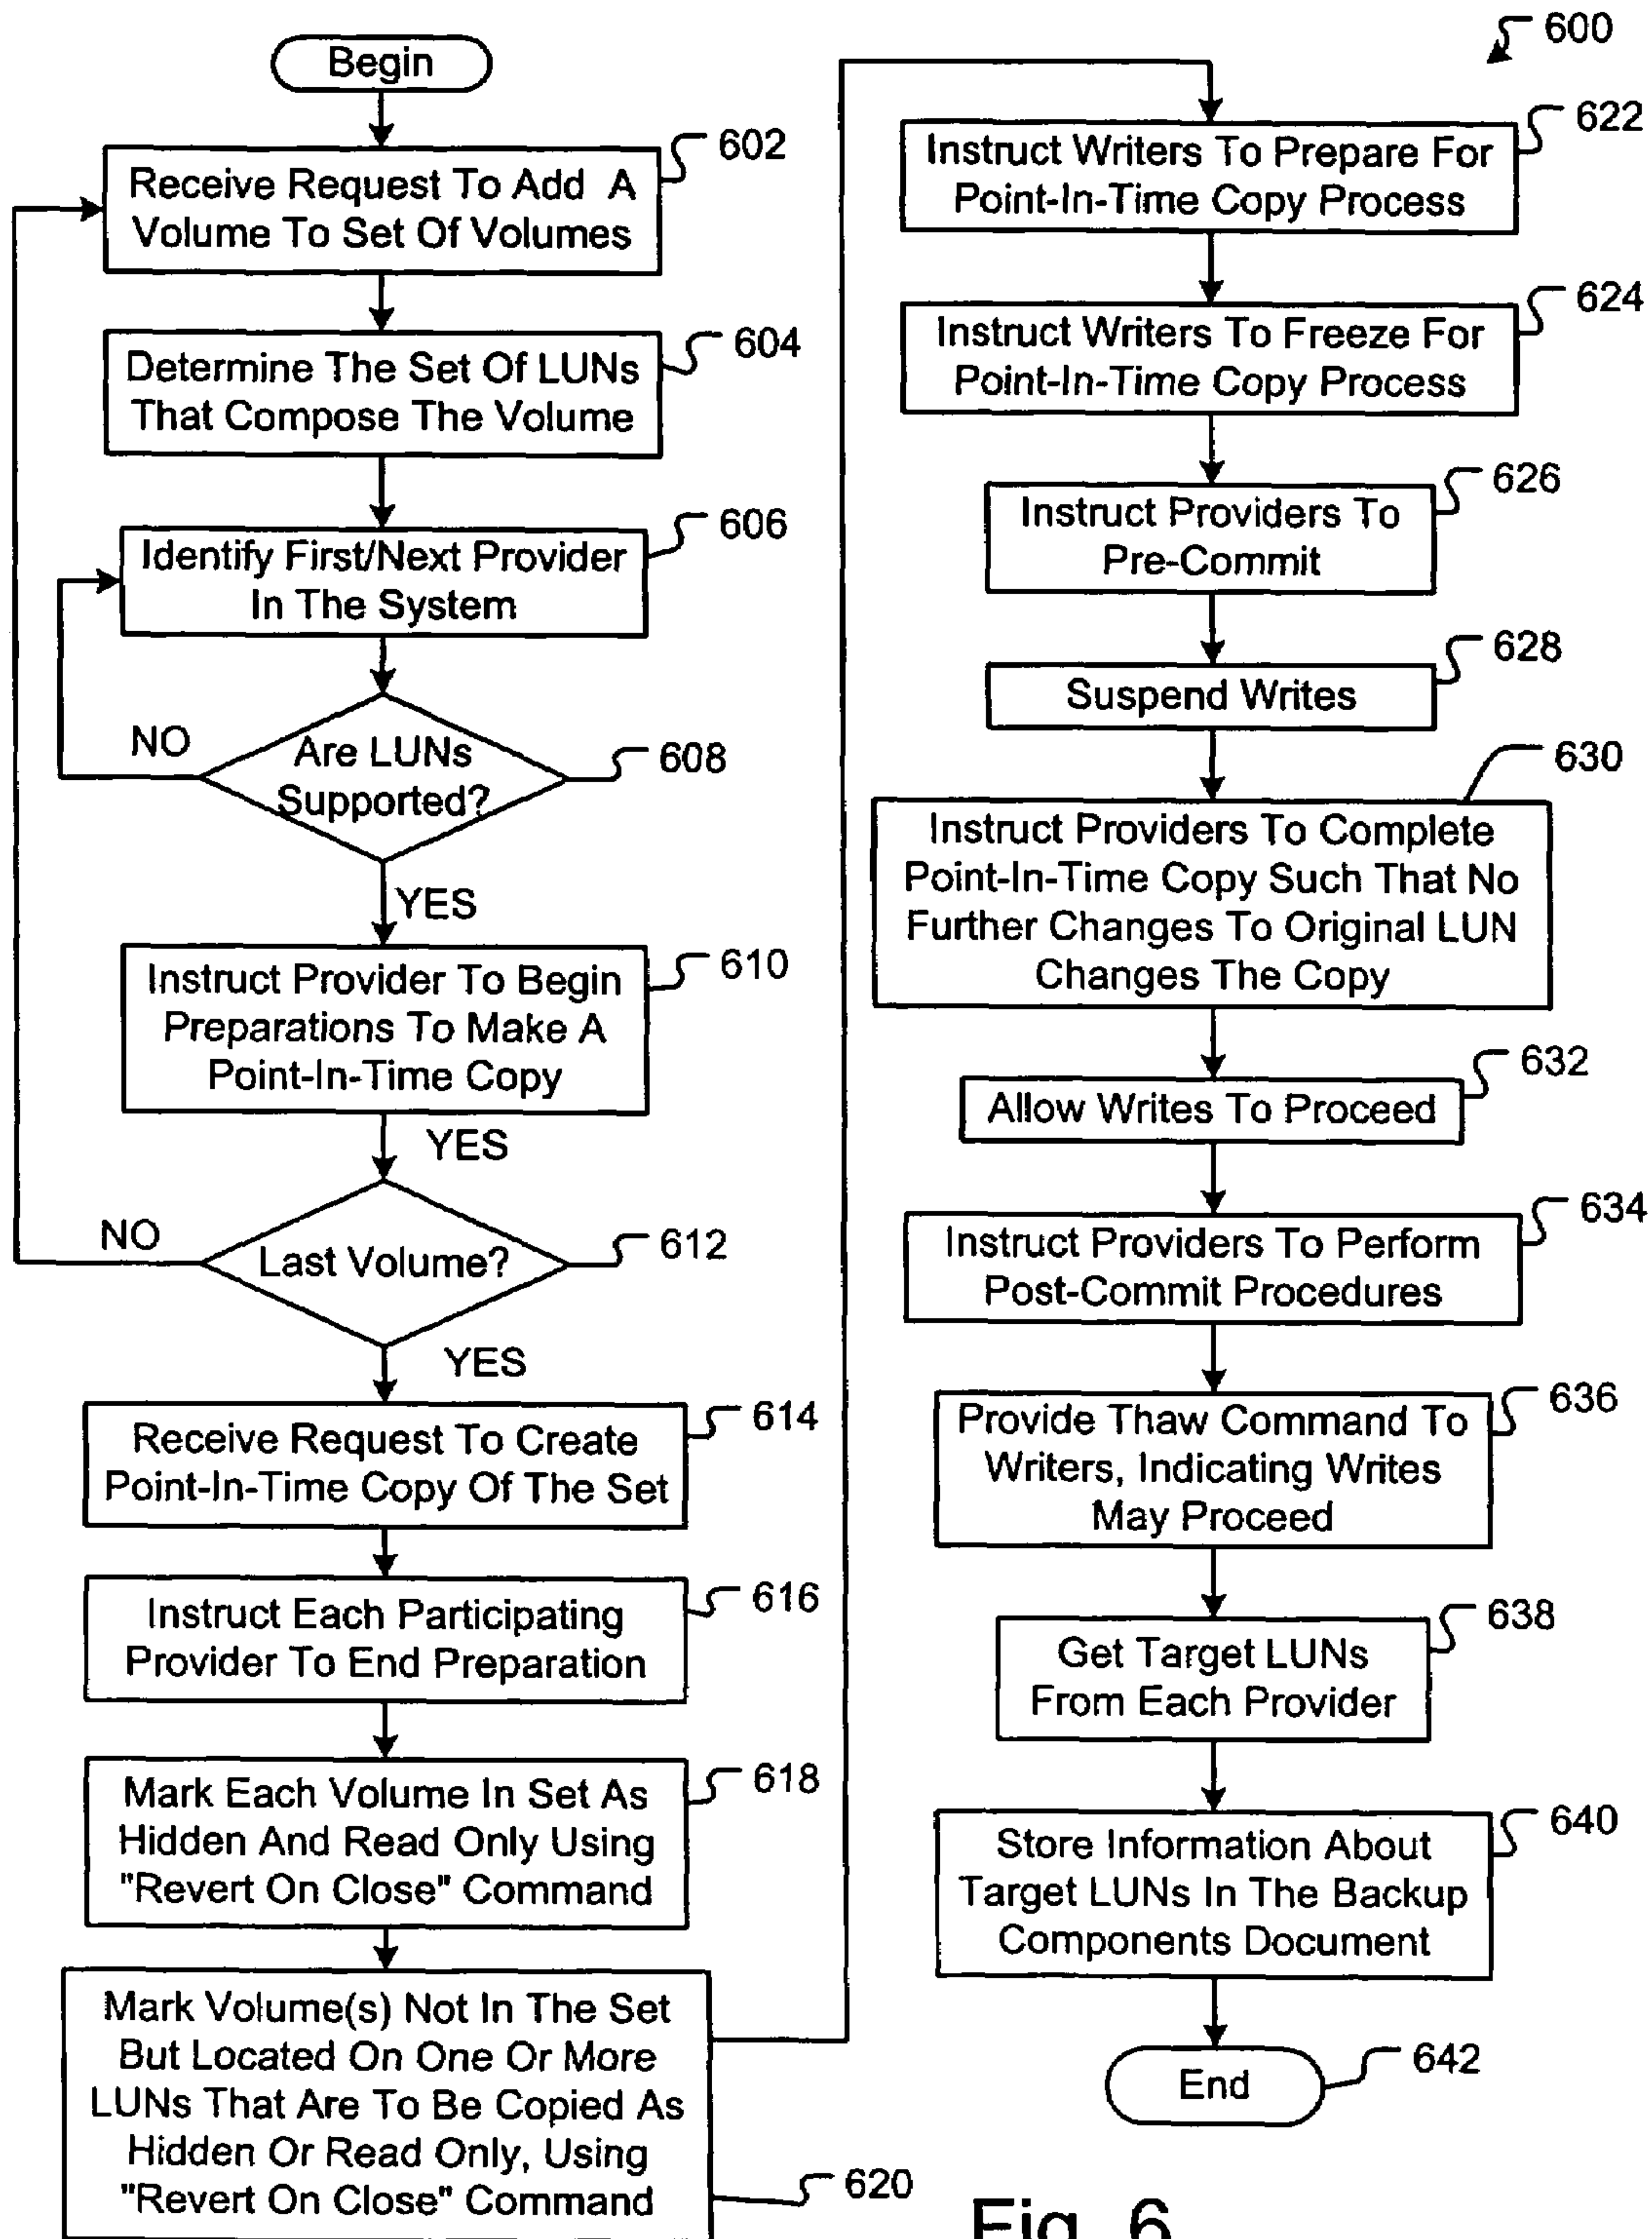 600
Begin
602
Receive Request To Add A
Volume To Set Of Volumes
604
Determine The Set Of LUNs
That Compose The Volume
606
Identify First/Next Provider
In The System
NO
Are LUNs
Supported?
608
YES
610
Instruct Provider To Begin
Preparations To Make A
Point-In-Time Copy
YES
NO
Last Volume?
612
YES
614
Receive Request To Create
Point-In-Time Copy Of The Set
616
Instruct Each Participating
Provider To End Preparation
618
Mark Each Volume In Set As
Hidden And Read Only Using
"Revert On Close" Command
Mark Volume(s) Not In The Set
But Located On One Or More
LUNs That Are To Be Copied As
Hidden Or Read Only, Using
"Revert On Close" Command
620
622
Instruct Writers To Prepare For
Point-In-Time Copy Process
624
Instruct Writers To Freeze For
Point-In-Time Copy Process
626
Instruct Providers To
Pre-Commit
628
Suspend Writes
630
Instruct Providers To Complete
Point-In-Time Copy Such That No
Further Changes To Original LUN
Changes The Copy
632
Allow Writes To Proceed
634
Instruct Providers To Perform
Post-Commit Procedures
636
Provide Thaw Command To
Writers, Indicating Writes
May Proceed
638
Get Target LUNs
From Each Provider
640
Store Information About
Target LUNs In The Backup
Components Document
End
642
Fig. 6